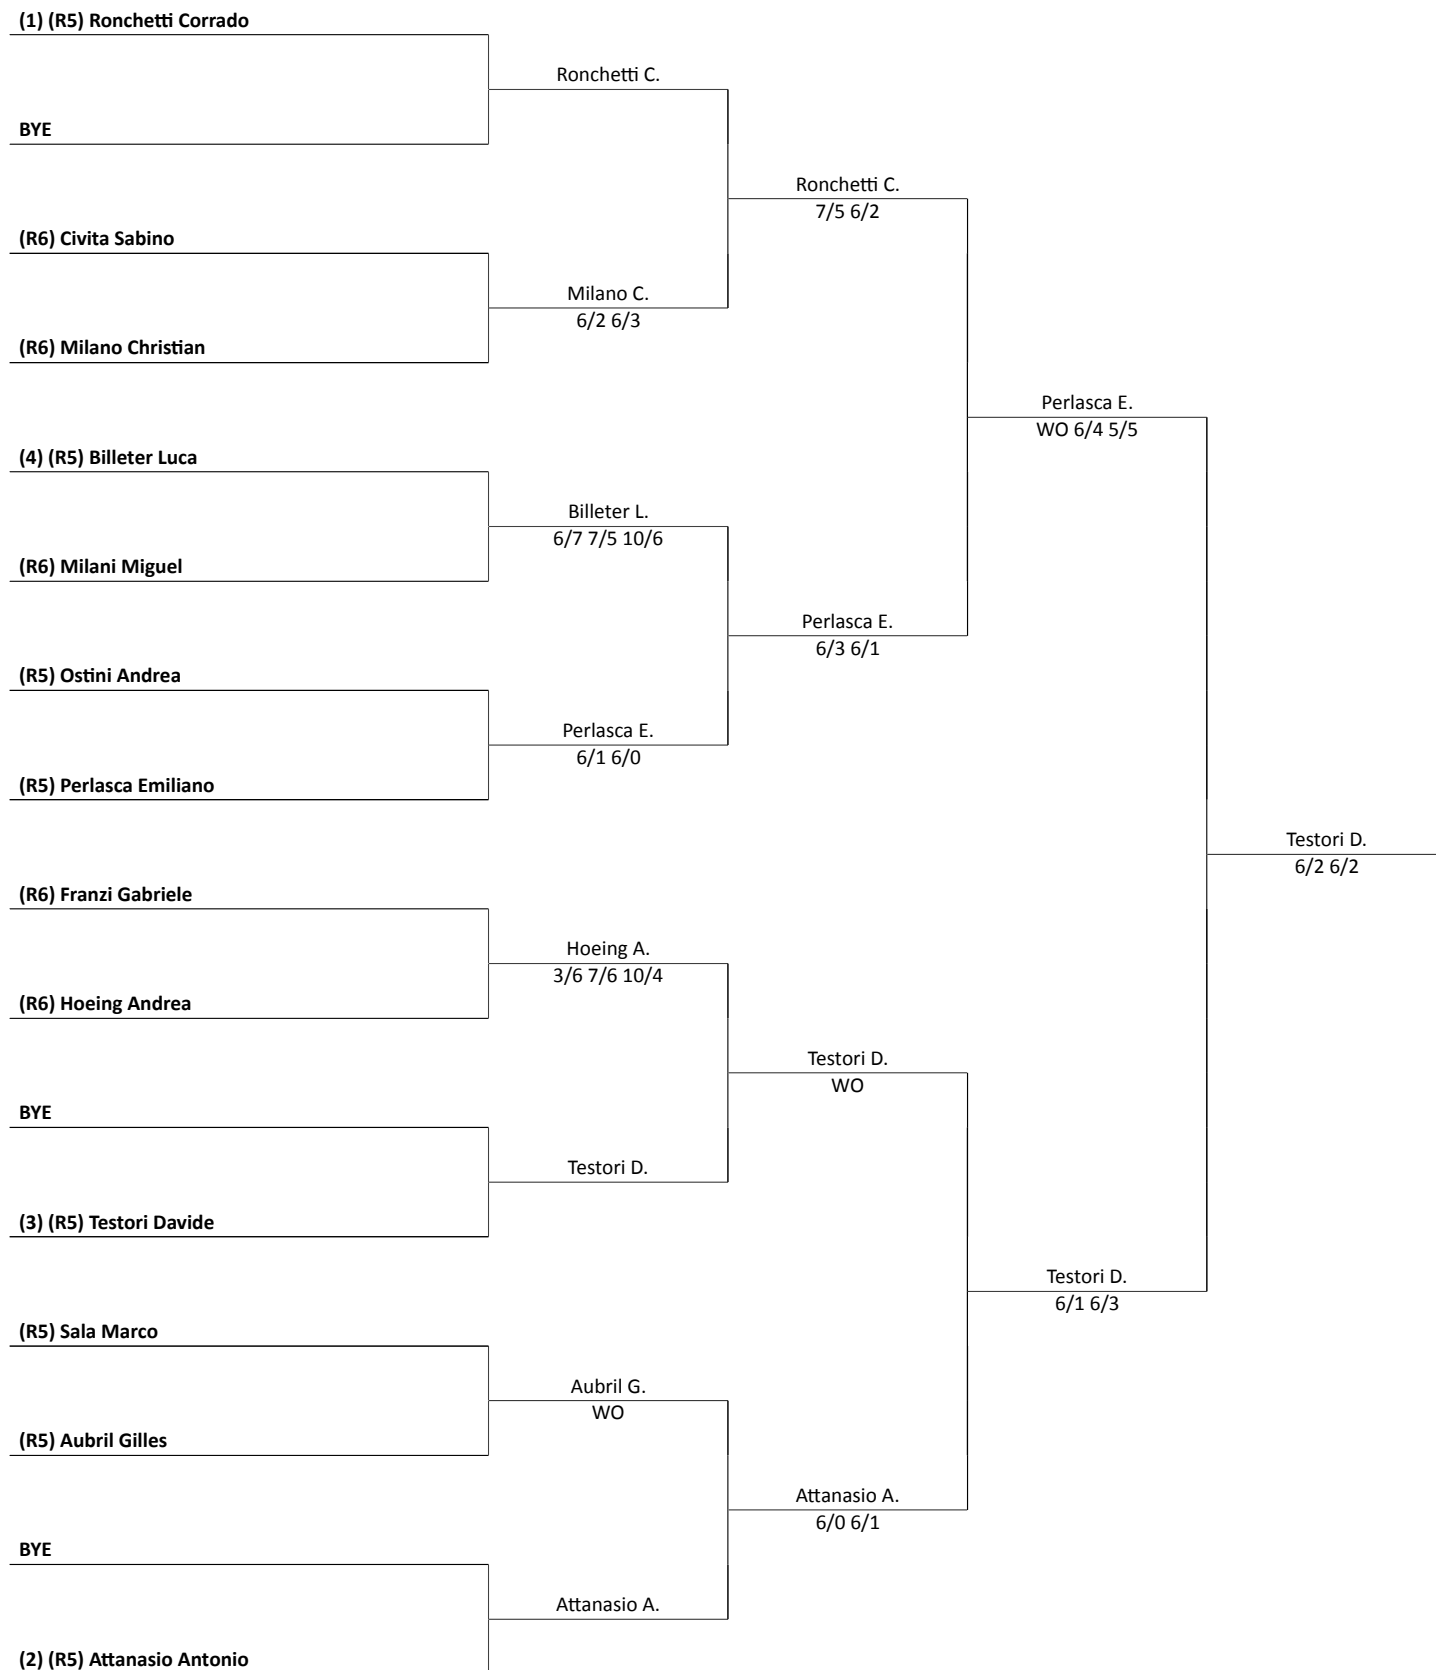 (1) (R5) Ronchetti Corrado
Ronchetti C.
BYE
Ronchetti C.
7/5 6/2
(R6) Civita Sabino
Milano C.
6/2 6/3
(R6) Milano Christian
Perlasca E.
WO 6/4 5/5
(4) (R5) Billeter Luca
Billeter L.
6/7 7/5 10/6
(R6) Milani Miguel
Perlasca E.
6/3 6/1
(R5) Ostini Andrea
Perlasca E.
6/1 6/0
(R5) Perlasca Emiliano
Testori D.
6/2 6/2
(R6) Franzi Gabriele
Hoeing A.
3/6 7/6 10/4
(R6) Hoeing Andrea
Testori D.
WO
BYE
Testori D.
(3) (R5) Testori Davide
Testori D.
6/1 6/3
(R5) Sala Marco
Aubril G.
WO
(R5) Aubril Gilles
Attanasio A.
6/0 6/1
BYE
Attanasio A.
(2) (R5) Attanasio Antonio